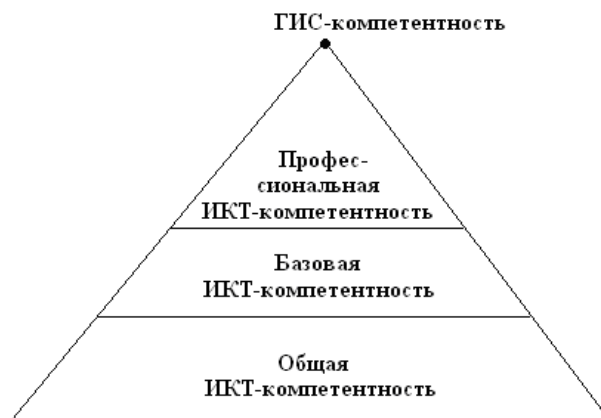 ГИС-компетентность
Профес-
сиональная
ИКТ-компетентность
Базовая
ИКТ-компетентность
Общая
ИКТ-компетентность